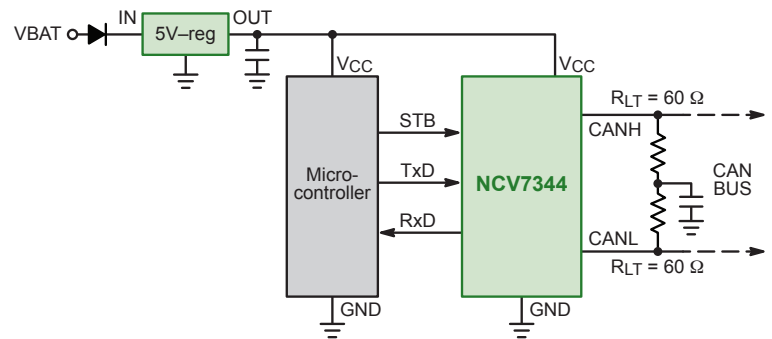 VBAT
IN
5V–reg
OUT
VCC
VCC
STB
TxD
RxD
Micro-
controller
NCV7344
RLT = 60 Ω
CANH
CAN
BUS
CANL
RLT = 60 Ω
GND
GND